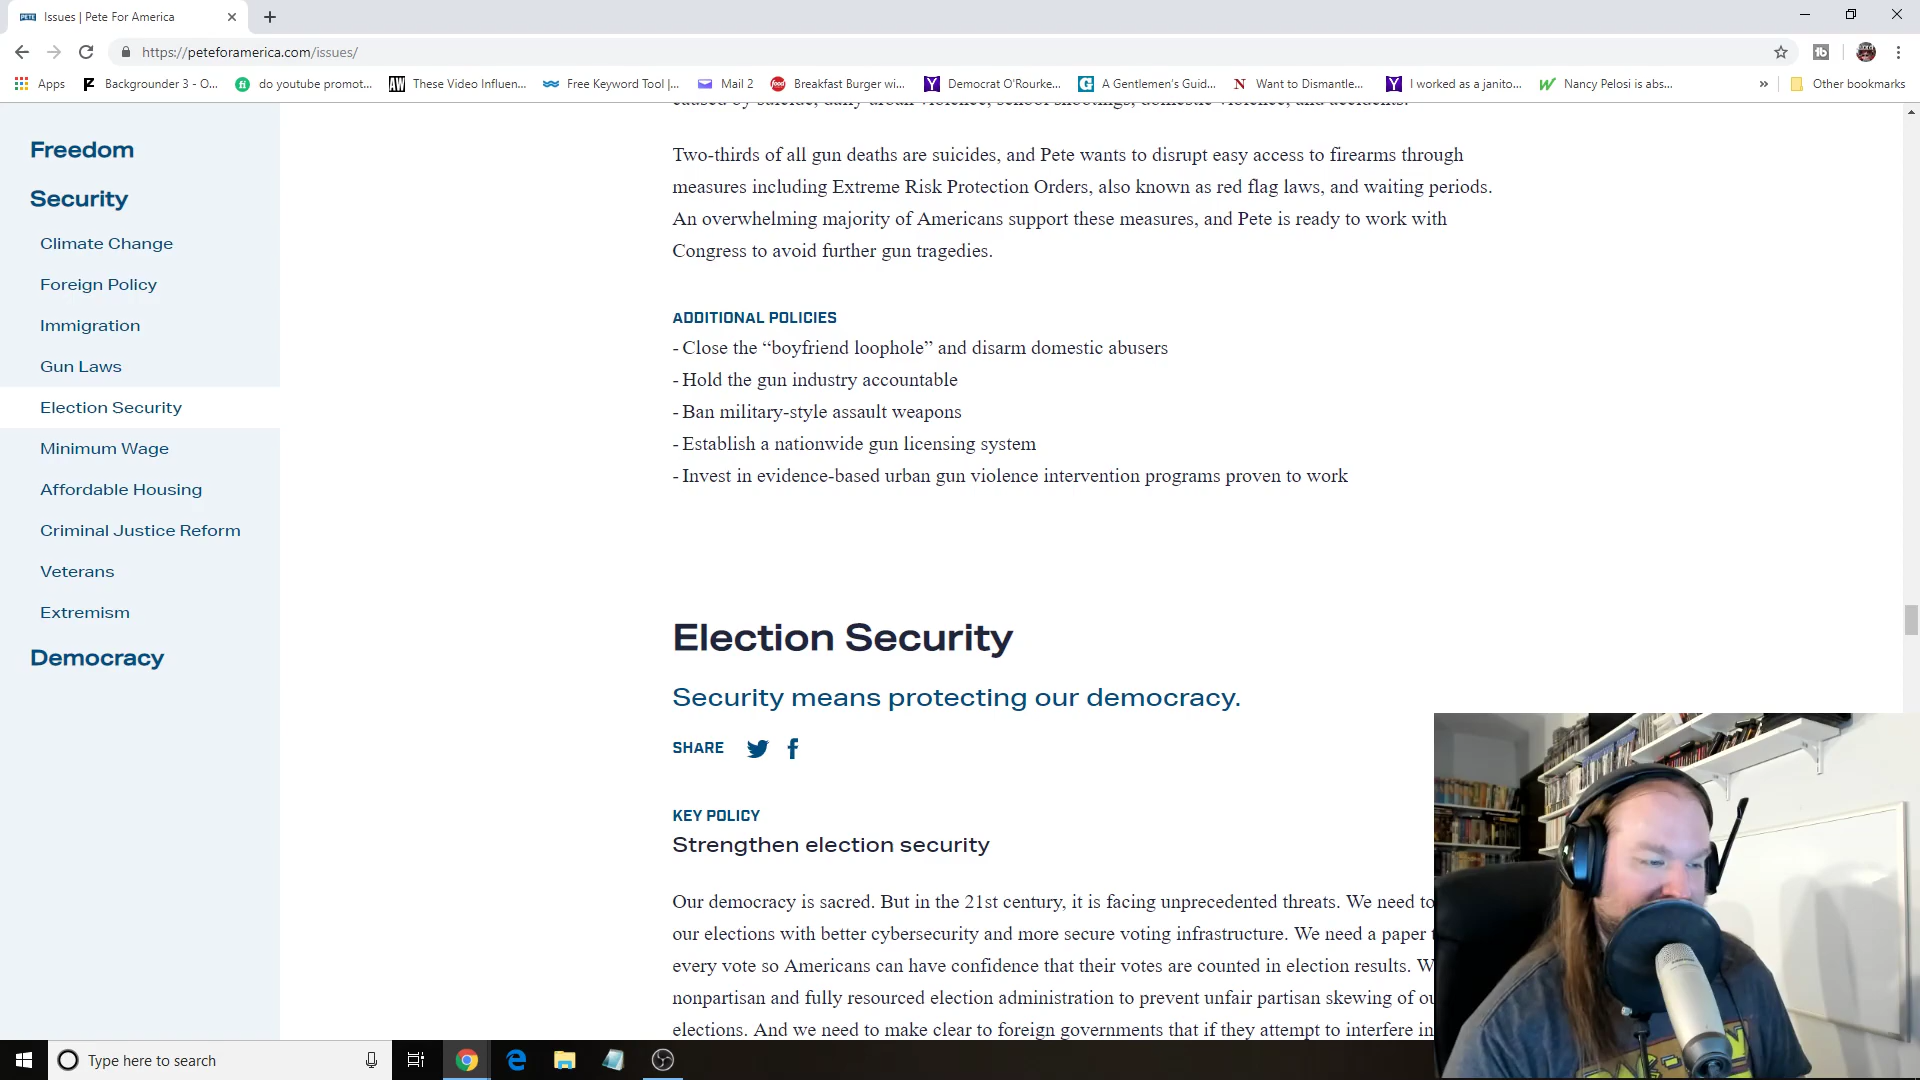 Issues | Pete For America
https://peteforamerica.com/issues/
Apps
Backgrounder 3 - O...
do youtube promot...
These Video Influen...
Free Keyword Tool |...
Mail 2
Breakfast Burger wi...
Democrat O'Rourke...
A Gentlemen's Guid...
Want to Dismantle...
I worked as a janito...
Nancy Pelosi is abs...
Other bookmarks
Freedom
Security
Climate Change
Foreign Policy
Immigration
Gun Laws
Election Security
Minimum Wage
Affordable Housing
Criminal Justice Reform
Veterans
Extremism
Democracy
caused by suicide, daily urban violence, school shootings, domestic violence, and accidents.
Two-thirds of all gun deaths are suicides, and Pete wants to disrupt easy access to firearms through
measures including Extreme Risk Protection Orders, also known as red flag laws, and waiting periods.
An overwhelming majority of Americans support these measures, and Pete is ready to work with
Congress to avoid further gun tragedies.
ADDITIONAL POLICIES
- Close the “boyfriend loophole” and disarm domestic abusers
- Hold the gun industry accountable
- Ban military-style assault weapons
- Establish a nationwide gun licensing system
- Invest in evidence-based urban gun violence intervention programs proven to work
Election Security
Security means protecting our democracy.
SHARE
KEY POLICY
Strengthen election security
Our democracy is sacred. But in the 21st century, it is facing unprecedented threats. We need to
our elections with better cybersecurity and more secure voting infrastructure. We need a paper
every vote so Americans can have confidence that their votes are counted in election results.
nonpartisan and fully resourced election administration to prevent unfair partisan skewing of
elections. And we need to make clear to foreign governments that if they attempt to interfere in
Type here to search